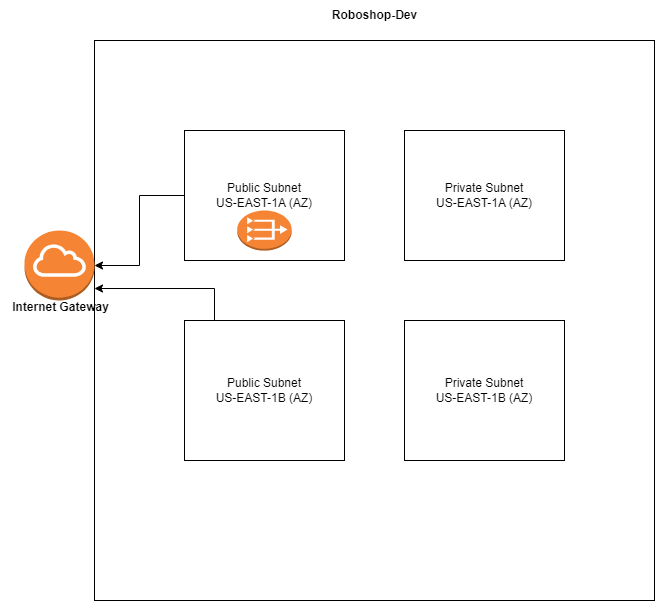 Roboshop-Dev
Public Subnet
US-EAST-1A (AZ)
Private Subnet
US-EAST-1A (AZ)
Internet Gateway
Public Subnet
US-EAST-1B (AZ)
Private Subnet
US-EAST-1B (AZ)